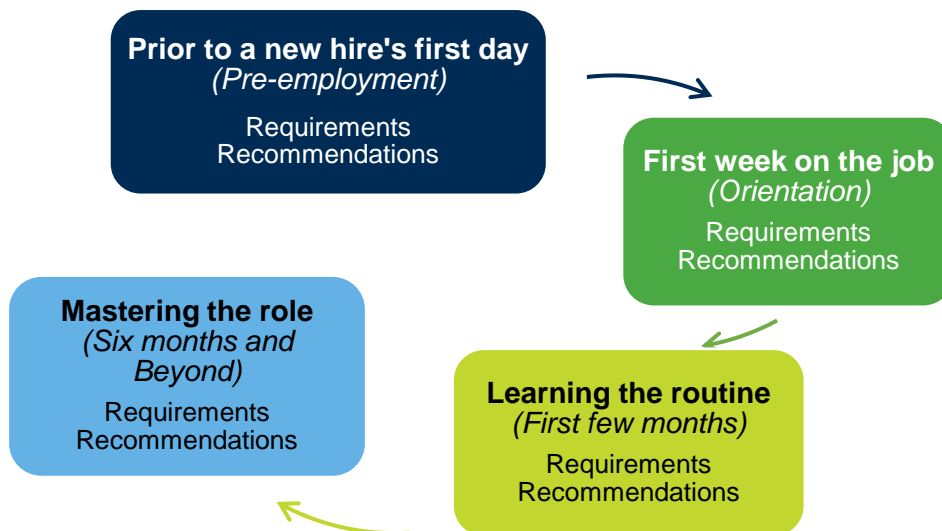 Prior to a new hire's first day
(Pre-employment)
Requirements
Recommendations
First week on the job
(Orientation)
Requirements
Recommendations
Learning the routine
(First few months)
Requirements
Recommendations
Mastering the role
(Six months and
Beyond)
Requirements
Recommendations